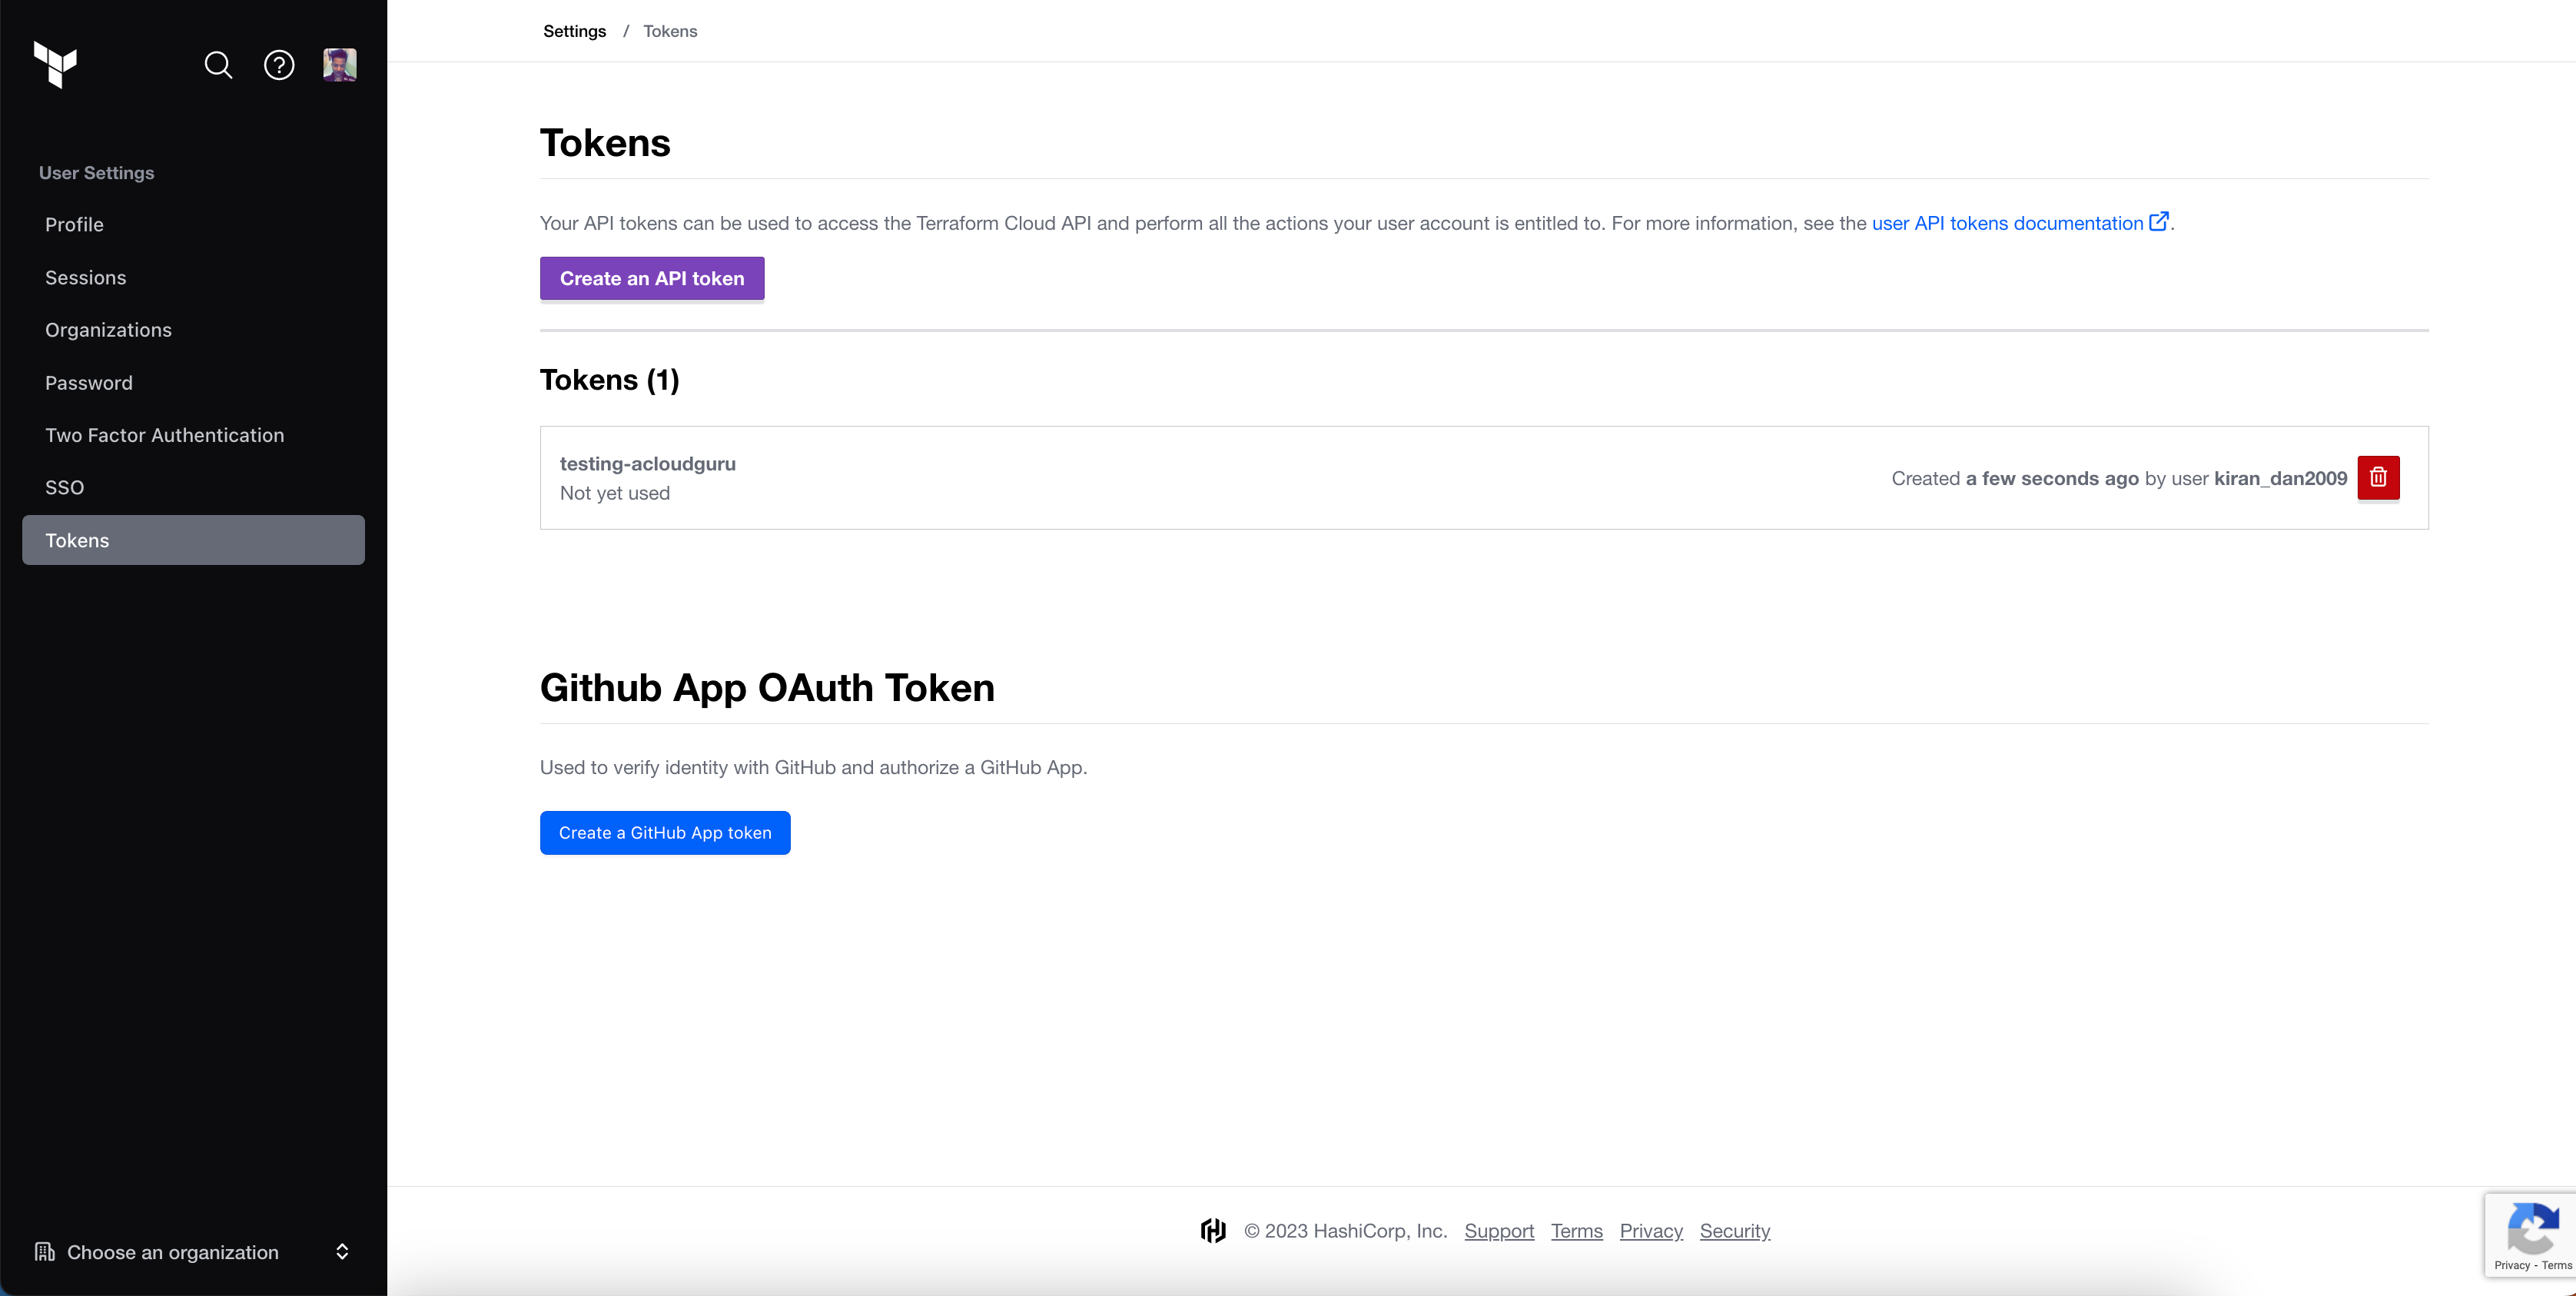 Settings / Tokens
User Settings
Profile
Sessions
Organizations
Password
Two Factor Authentication
SSO
Tokens
Choose an organization
Tokens
Your API tokens can be used to access the Terraform Cloud API and perform all the actions your user account is entitled to. For more information, see the user API tokens documentation.
Create an API token
Tokens (1)
testing-acloudguru
Not yet used
Created a few seconds ago by user kiran_dan2009
Github App OAuth Token
Used to verify identity with GitHub and authorize a GitHub App.
Create a GitHub App token
© 2023 HashiCorp, Inc. Support Terms Privacy Security
Privacy - Terms